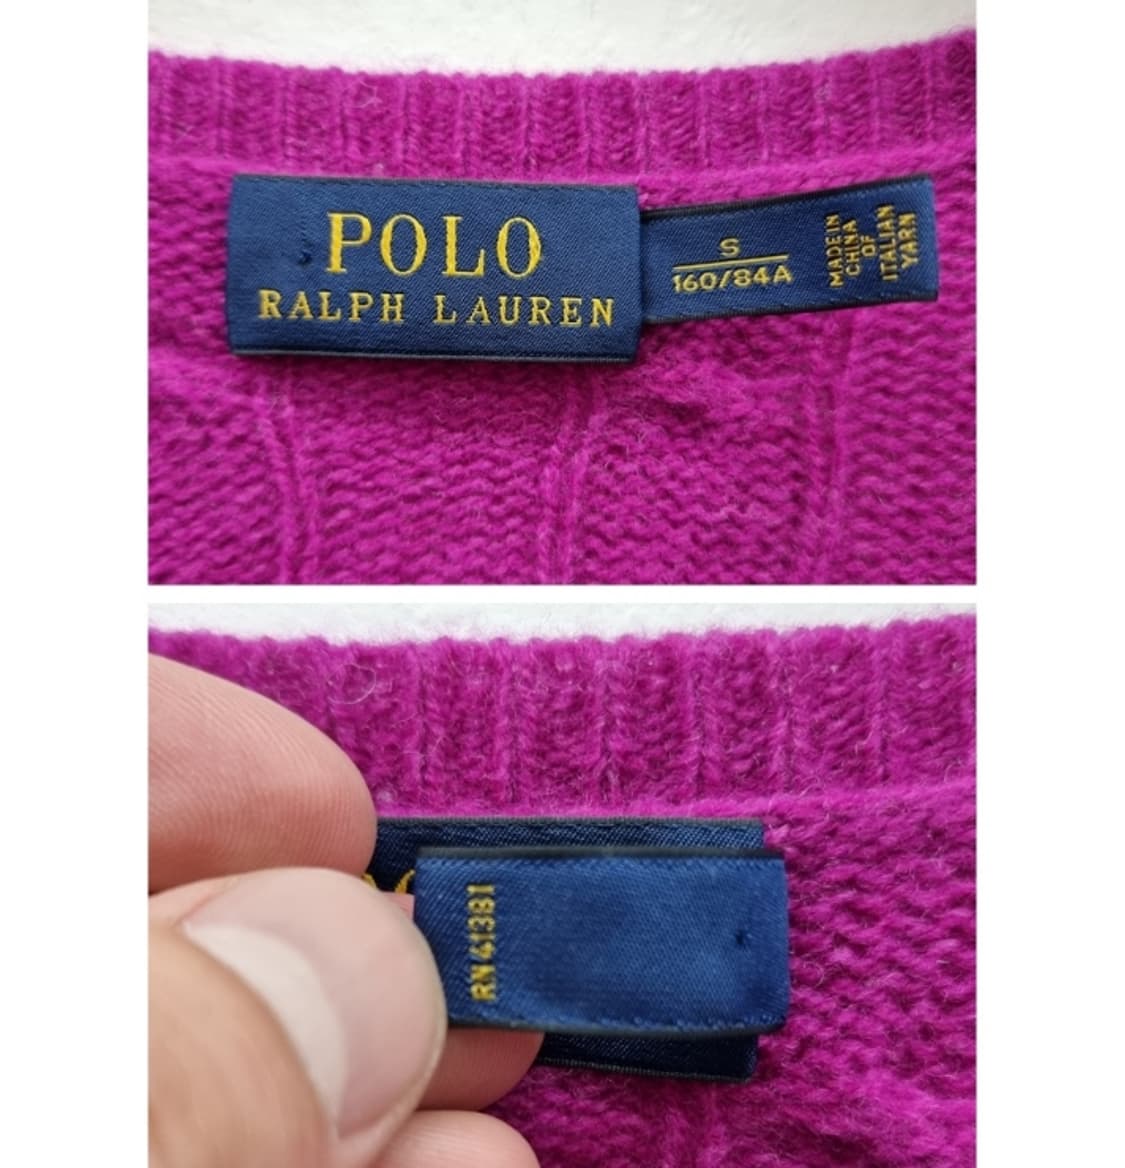 POLO
RALPH LAUREN
S
160/84A
MADE IN
CHINA
OF
ITALIAN
YARN
RN 41381